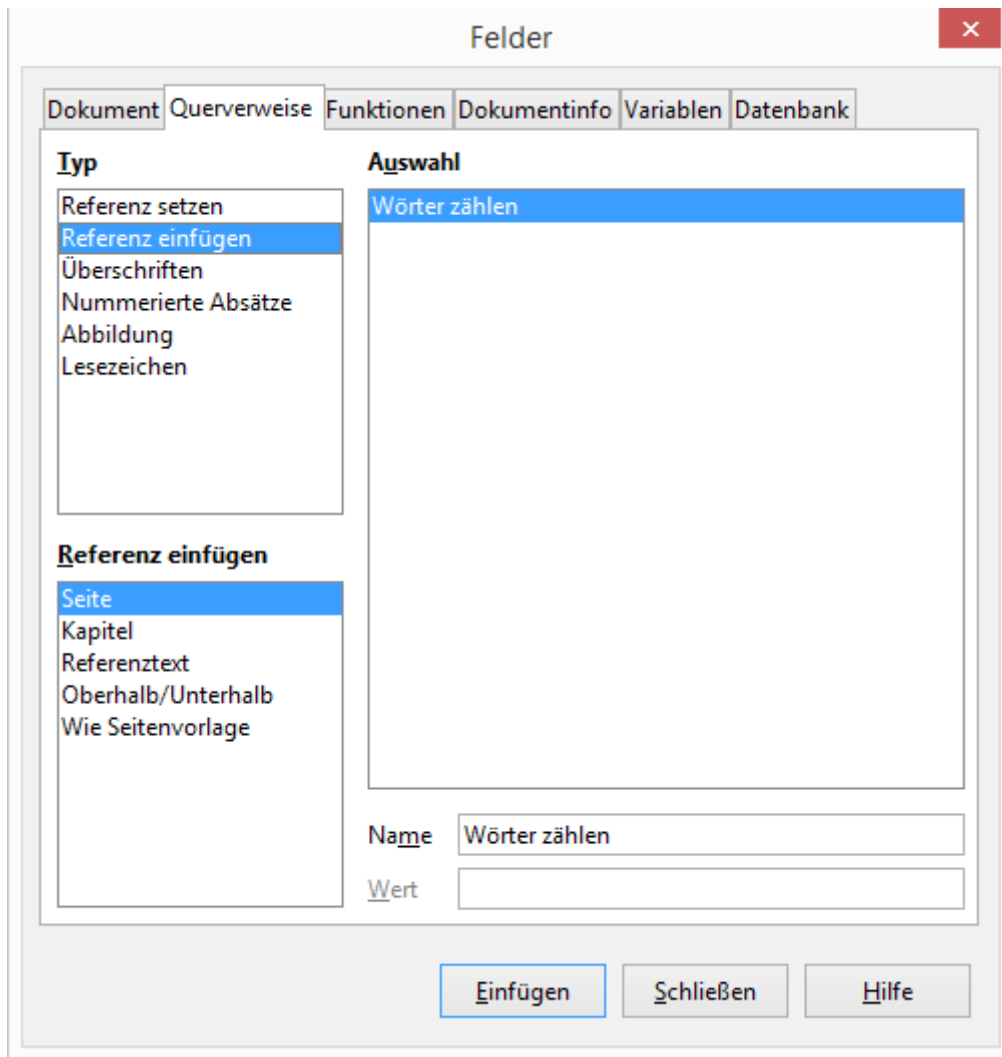 Felder
Dokument Querverweise Funktionen Dokumentinfo Variablen Datenbank
Typ
Referenz setzen
Referenz einfügen
Überschriften
Nummerierte Absätze
Abbildung
Lesezeichen
Auswahl
Wörter zählen
Referenz einfügen
Seite
Kapitel
Referenztext
Oberhalb/Unterhalb
Wie Seitenvorlage
Name Wörter zählen
Wert
Einfügen Schließen Hilfe